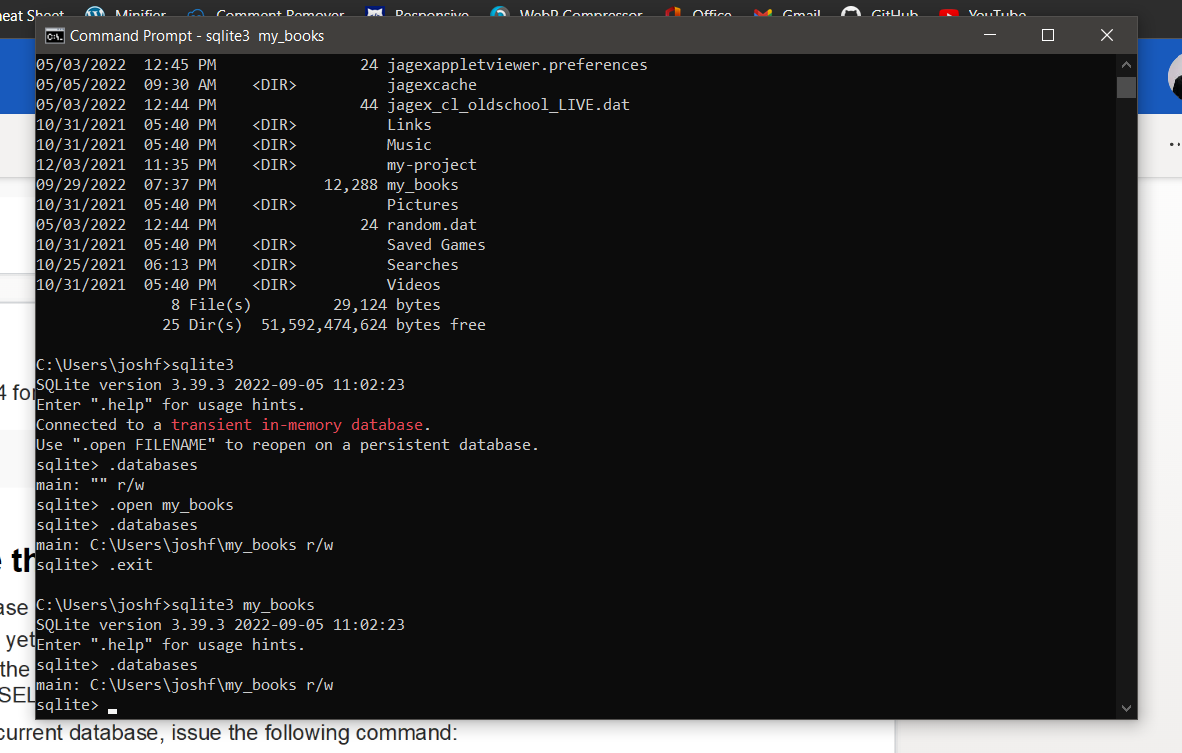 eat Sheet Minifier Comment Remover Responsive WebP Compressor Office Gmail GitHub YouTube
Command Prompt - sqlite3  my_books
05/03/2022  12:45 PM                24 jagexappletviewer.preferences
05/05/2022  09:30 AM    <DIR>          jagexcache
05/03/2022  12:44 PM                44 jagex_cl_oldschool_LIVE.dat
10/31/2021  05:40 PM    <DIR>          Links
10/31/2021  05:40 PM    <DIR>          Music
12/03/2021  11:35 PM    <DIR>          my-project
09/29/2022  07:37 PM            12,288 my_books
10/31/2021  05:40 PM    <DIR>          Pictures
05/03/2022  12:44 PM                24 random.dat
10/31/2021  05:40 PM    <DIR>          Saved Games
10/25/2021  06:13 PM    <DIR>          Searches
10/31/2021  05:40 PM    <DIR>          Videos
               8 File(s)         29,124 bytes
              25 Dir(s)  51,592,474,624 bytes free
C:\Users\joshf>sqlite3
SQLite version 3.39.3 2022-09-05 11:02:23
Enter ".help" for usage hints.
Connected to a transient in-memory database.
Use ".open FILENAME" to reopen on a persistent database.
sqlite> .databases
main: "" r/w
sqlite> .open my_books
sqlite> .databases
main: C:\Users\joshf\my_books r/w
sqlite> .exit
C:\Users\joshf>sqlite3 my_books
SQLite version 3.39.3 2022-09-05 11:02:23
Enter ".help" for usage hints.
sqlite> .databases
main: C:\Users\joshf\my_books r/w
sqlite>
4 for
e th
ase
yet
the
SEL
current database, issue the following command: